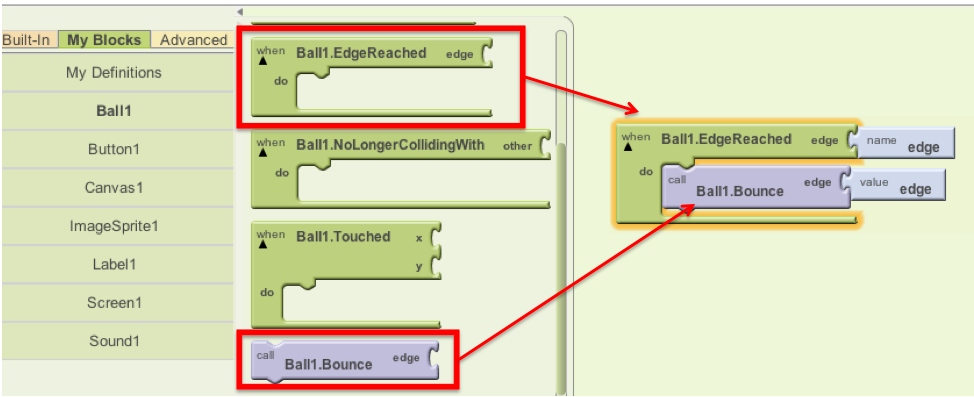 Built-In My Blocks Advanced
My Definitions
Ball1
Button1
Canvas1
ImageSprite1
Label1
Screen1
Sound1
when Ball1.EdgeReached edge
do
when Ball1.NoLongerCollidingWith other
do
when Ball1.Touched x
y
do
call Ball1.Bounce edge
when Ball1.EdgeReached edge name edge
do call Ball1.Bounce edge value edge